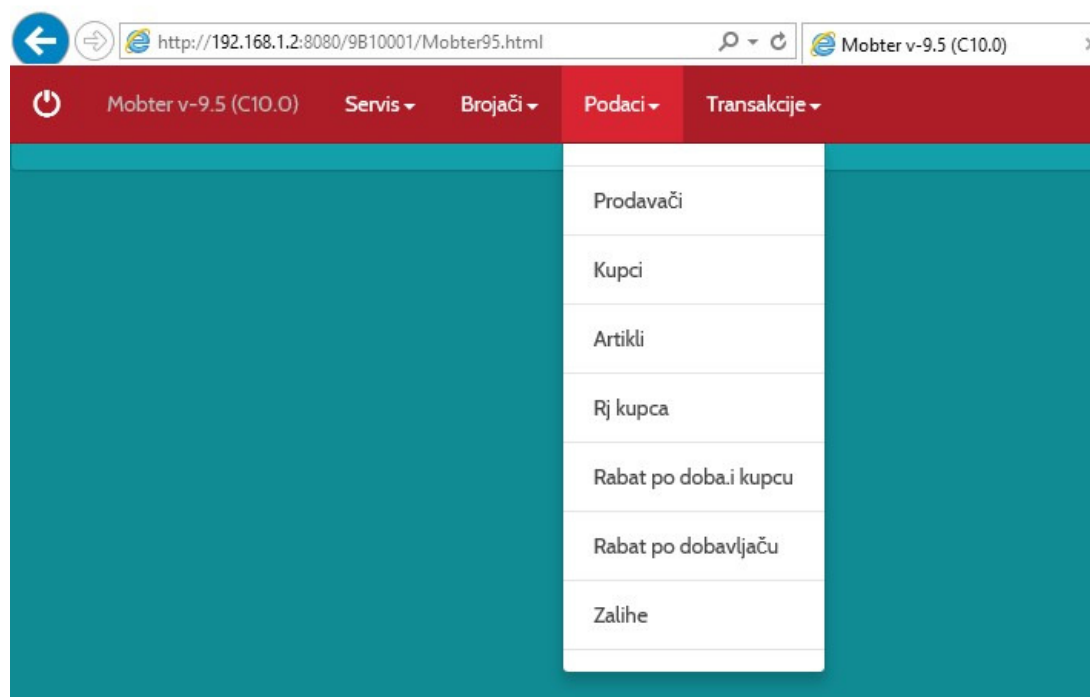 http://192.168.1.2:8080/9B10001/Mobter95.html Mobter v-9.5 (C10.0)
Mobter v-9.5 (C10.0) Servis Brojači Podaci Transakcije
Prodavači
Kupci
Artikli
Rj kupca
Rabat po doba.i kupcu
Rabat po dobavljaču
Zalihe